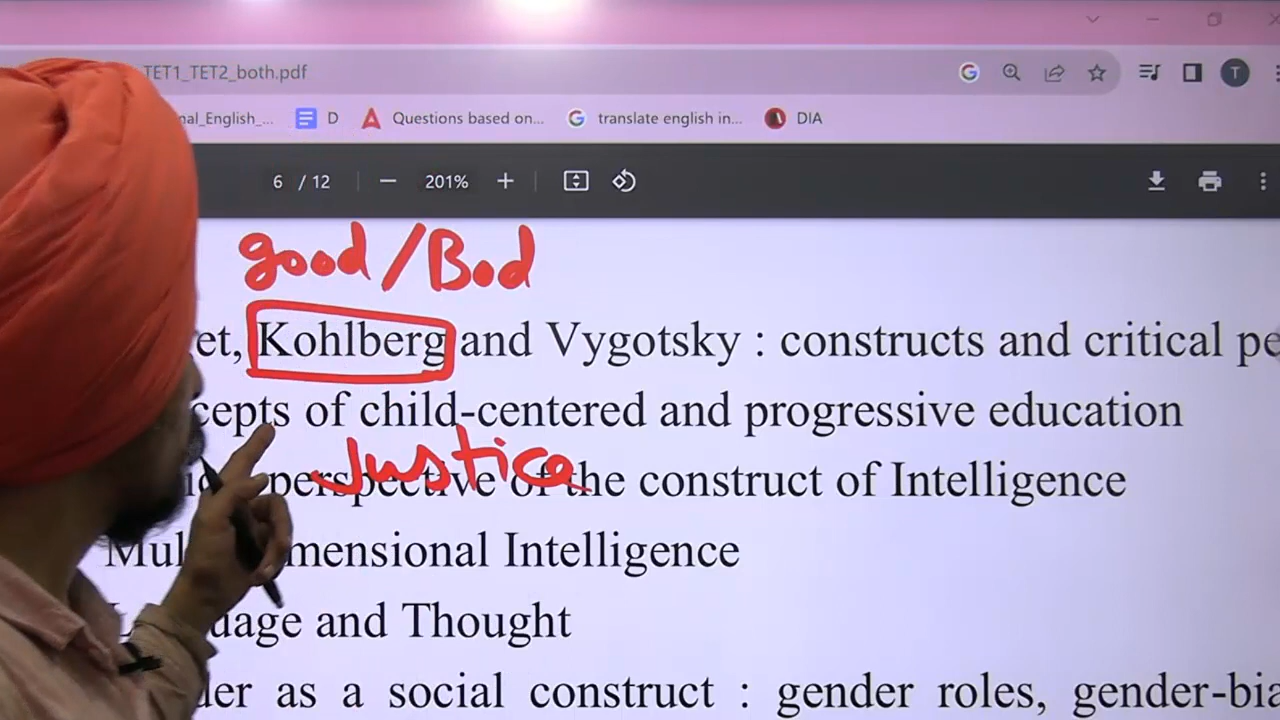 TET1_TET2_both.pdf
T
nal_English_... D Questions based on... translate english in... DIA
6 / 12 201%
good/Bad
et, Kohlberg and Vygotsky : constructs and critical pe
cepts of child-centered and progressive education
Justice
perspective of the construct of Intelligence
mensional Intelligence
uage and Thought
der as a social construct : gender roles, gender-bia